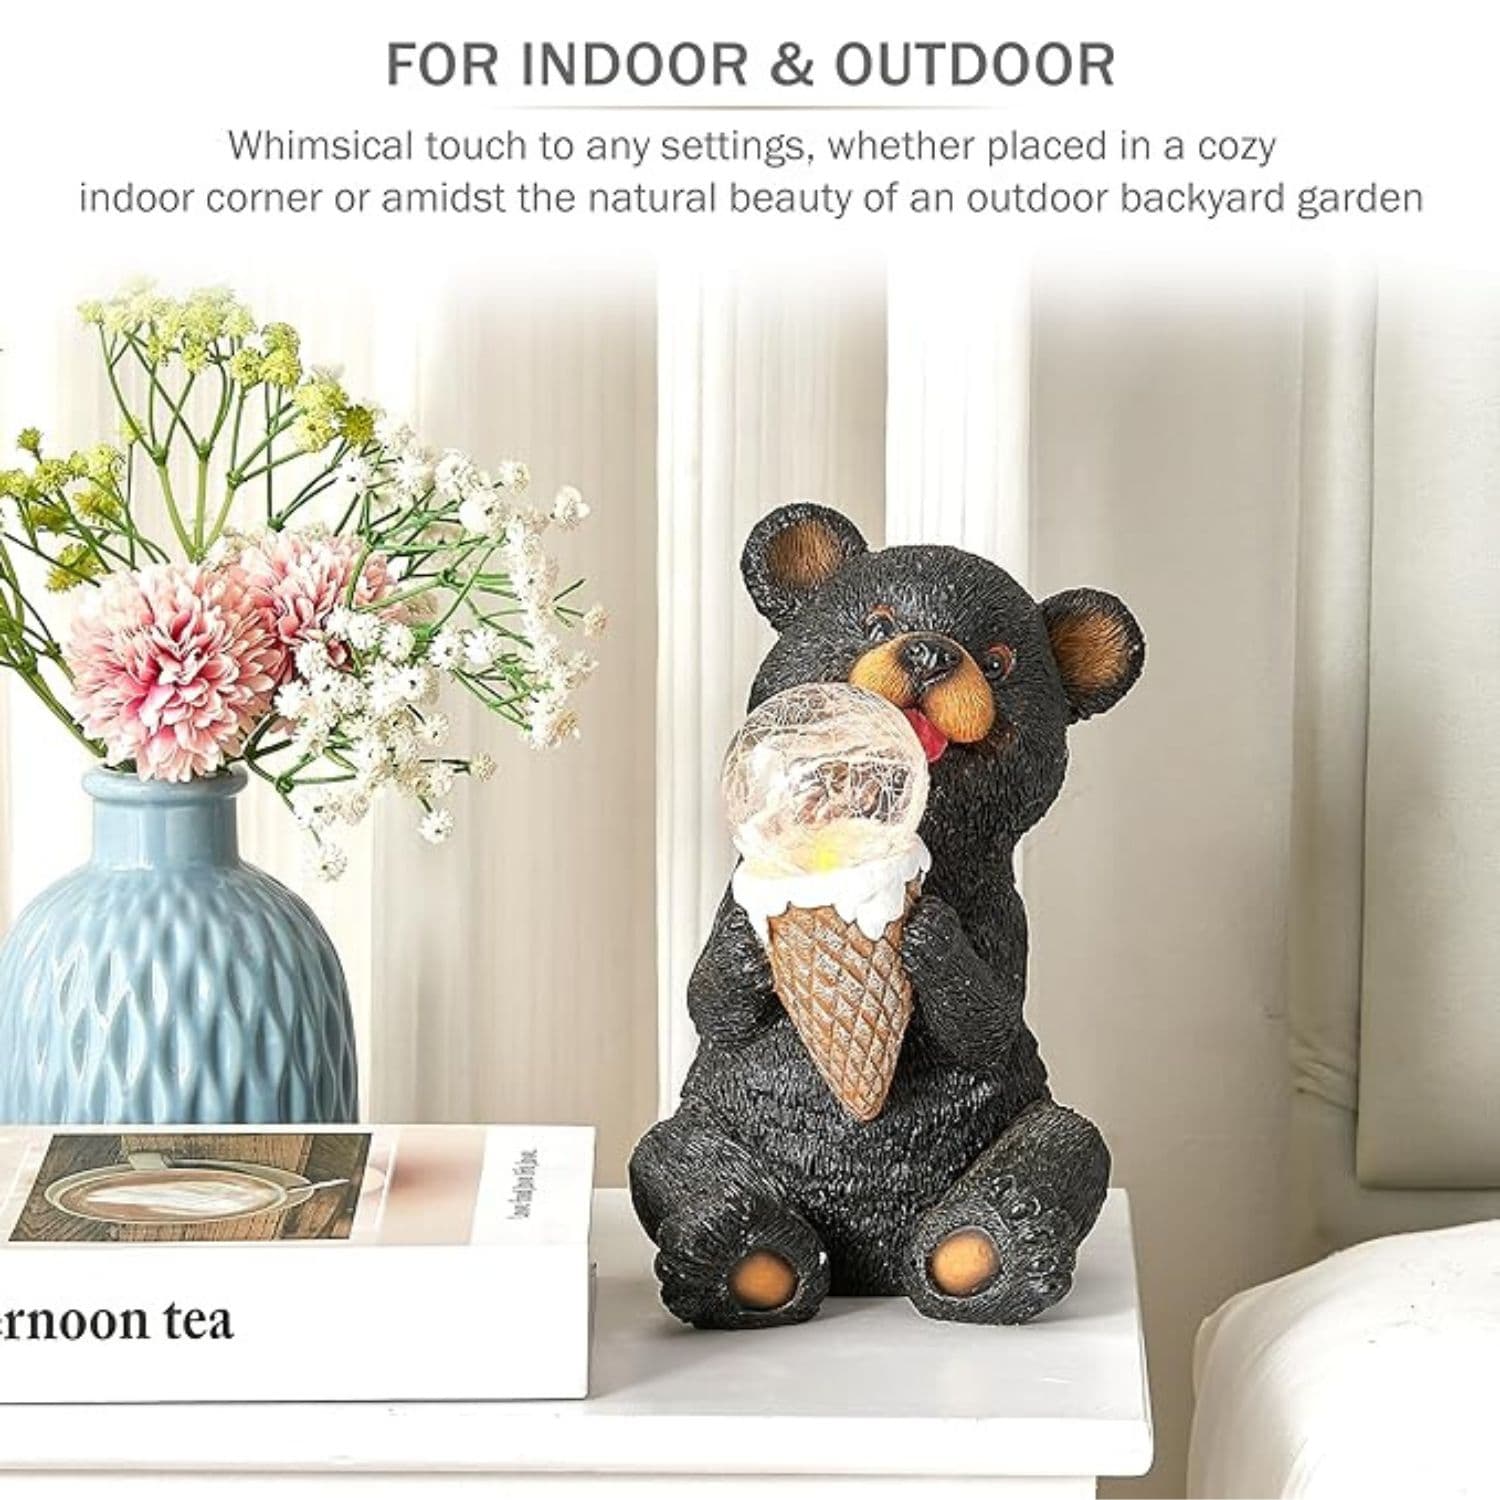 FOR INDOOR & OUTDOOR
Whimsical touch to any settings, whether placed in a cozy
indoor corner or amidst the natural beauty of an outdoor backyard garden
ernoon tea